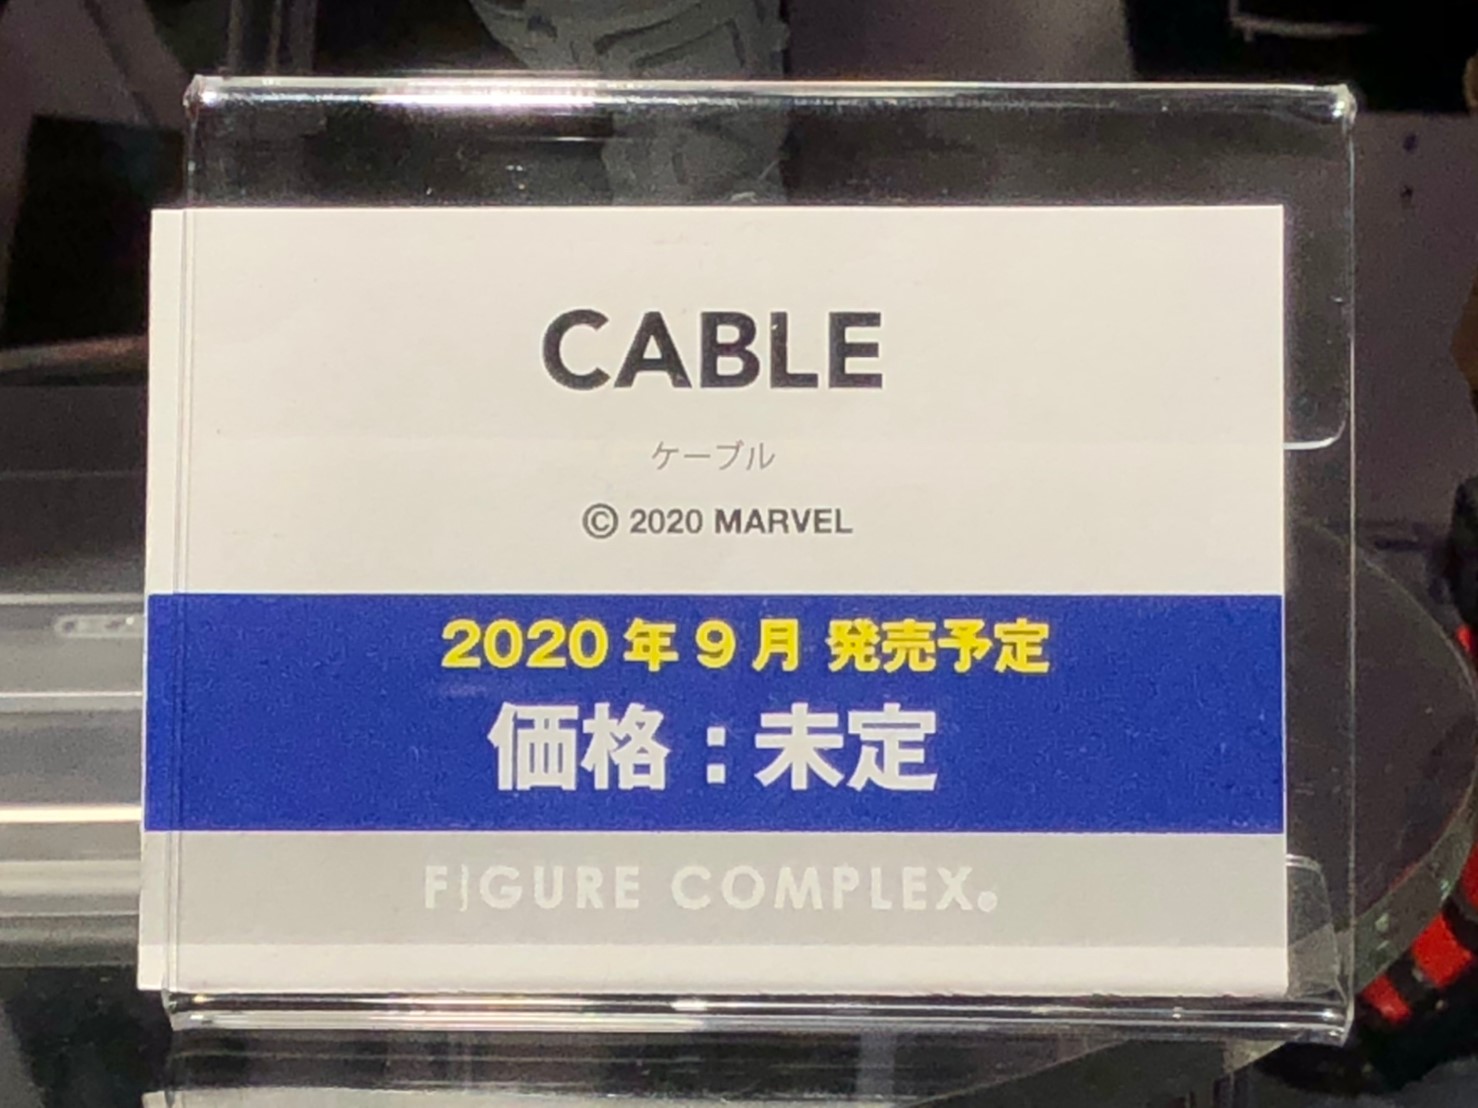 CABLE
ケーブル
© 2020 MARVEL
2020 年 9 月 発売予定
価格：未定
FIGURE COMPLEX.